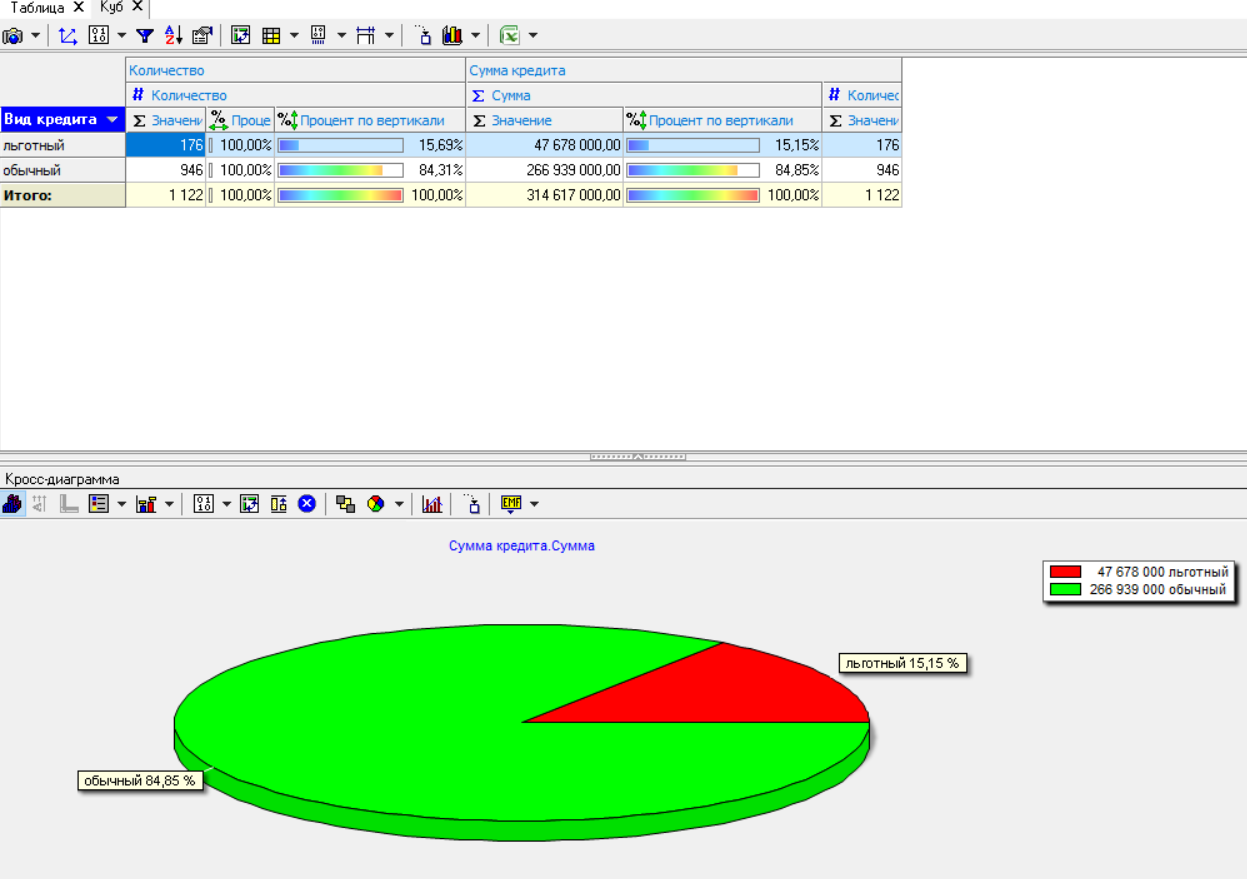 Таблица X Куб X
Количество Сумма кредита
# Количество Σ Сумма # Количес
Вид кредита Σ Значени % Проце % Процент по вертикали Σ Значение % Процент по вертикали Σ Значени
льготный 176 100,00% 15,69% 47 678 000,00 15,15% 176
обычный 946 100,00% 84,31% 266 939 000,00 84,85% 946
Итого: 1 122 100,00% 100,00% 314 617 000,00 100,00% 1 122
Кросс-диаграмма
EMF
Сумма кредита.Сумма
47 678 000 льготный
266 939 000 обычный
льготный 15,15 %
обычный 84,85 %